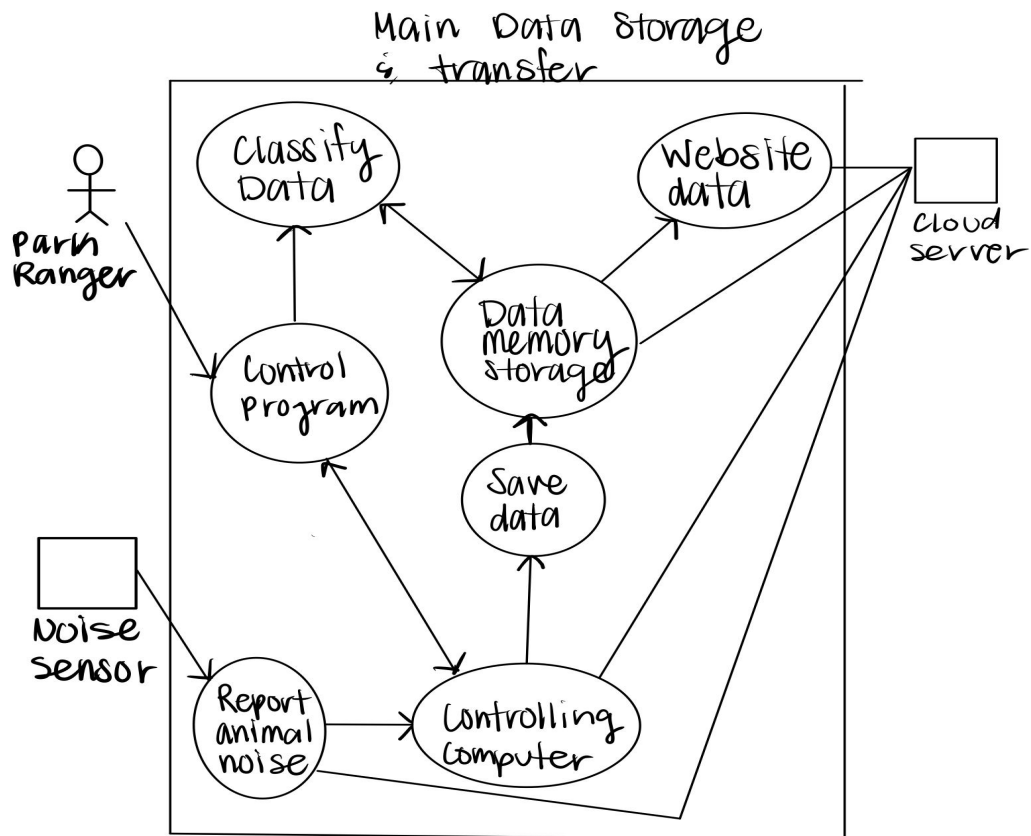 Main Data Storage
& transfer
Classify
Data
Website
data
Park
Ranger
Cloud
server
Data
memory
storage
Control
Program
Save
data
Noise
Sensor
Report
animal
noise
Controlling
Computer